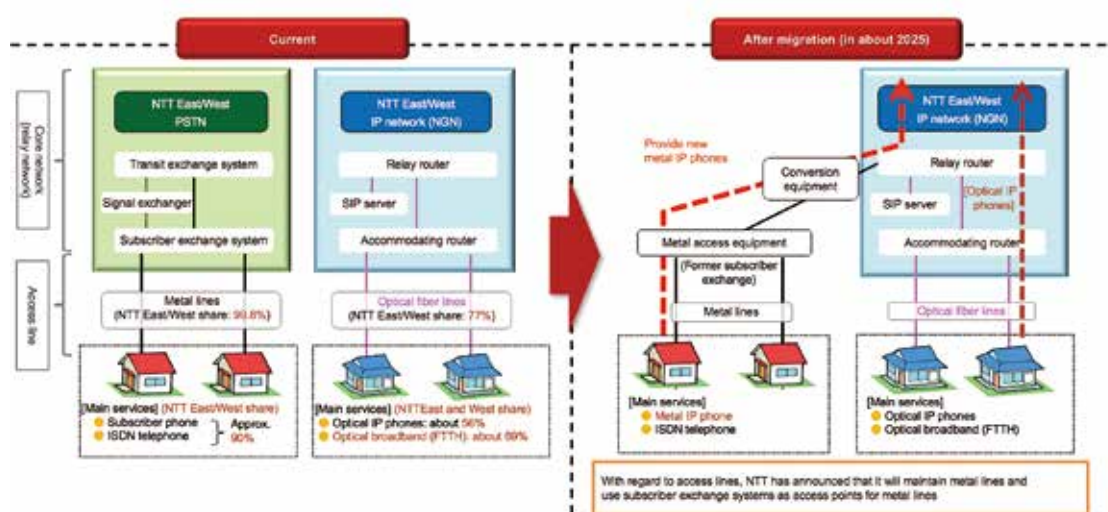 Current
NTT East/West
PSTN
Transit exchange system
Signal exchanger
Subscriber exchange system
Core network
[relay network]
Access line
Metal lines
(NTT East/West share: 99.8%)
[Main services] (NTT East/West share)
Subscriber phone
ISDN telephone
Approx.
90%
NTT East/West
IP network (NGN)
Relay router
SIP server
Accommodating router
Optical fiber lines
(NTT East/West share: 77%)
[Main services] (NTTEast and West share)
Optical IP phones: about 56%
Optical broadband (FTTH): about 69%
After migration (in about 2025)
Provide new
metal IP phones
Conversion
equipment
Metal access equipment
(Former subscriber
exchange)
Metal lines
[Main services]
Metal IP phone
ISDN telephone
NTT East/West
IP network (NGN)
Relay router
SIP server
[Optical IP
phones]
Accommodating router
Optical fiber lines
[Main services]
Optical IP phones
Optical broadband (FTTH)
With regard to access lines, NTT has announced that it will maintain metal lines and
use subscriber exchange systems as access points for metal lines